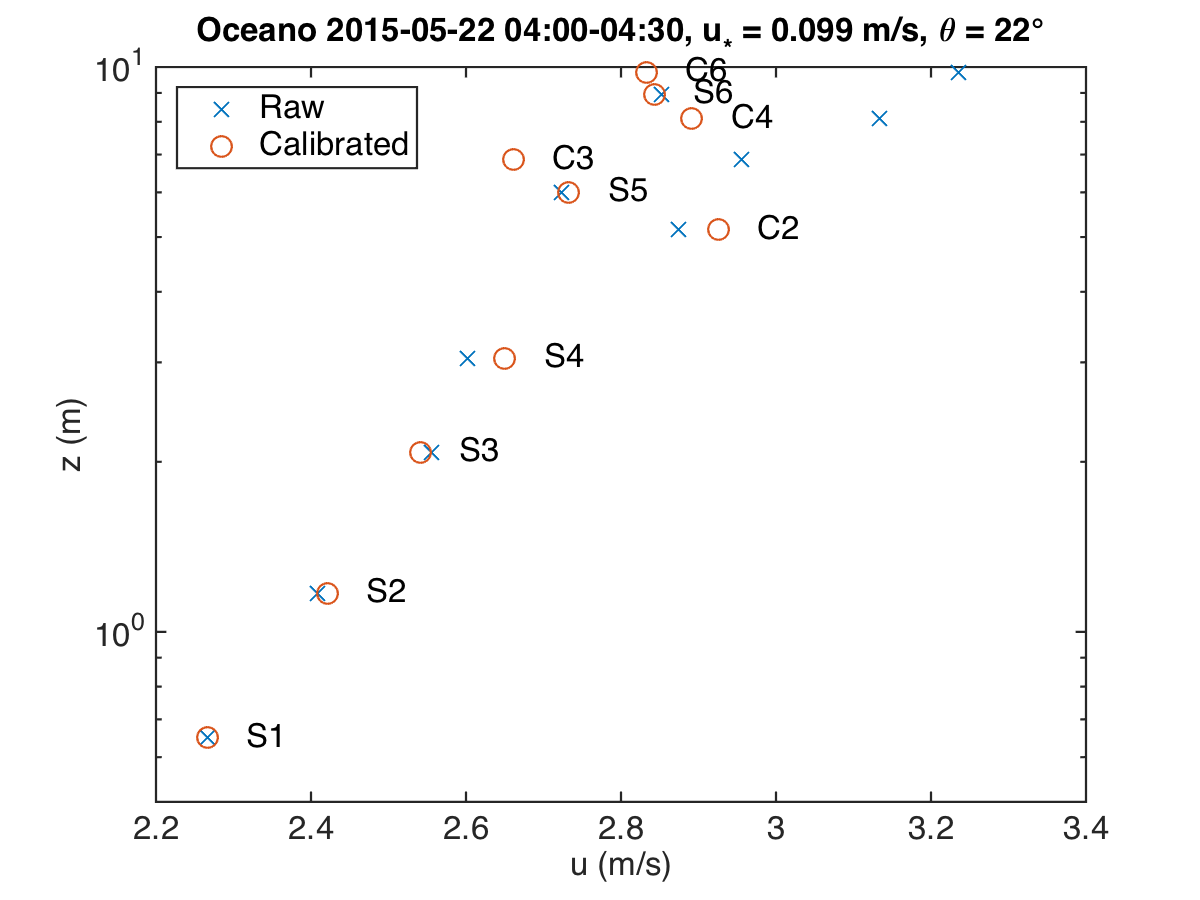 Oceano 2015-05-22 04:00-04:30, u* = 0.099 m/s, θ = 22°
10¹
Raw
Calibrated
C6
S6
C4
C3
S5
C2
S4
z (m)
S3
S2
10⁰
S1
2.2 2.4 2.6 2.8 3 3.2 3.4
u (m/s)